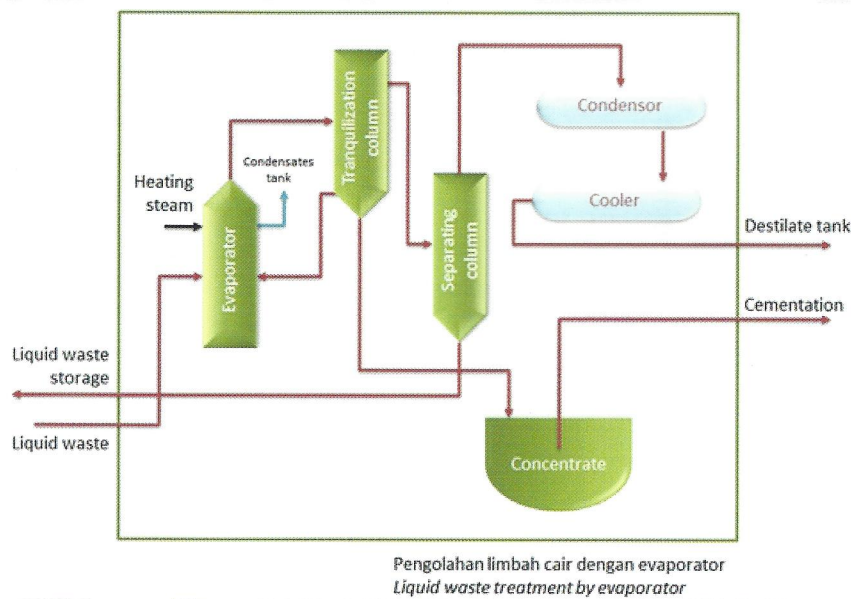 Condensor
Tranquilization
column
Condensates
tank
Heating
steam
Cooler
Separating
column
Destilate tank
Evaporator
Cementation
Liquid waste
storage
Liquid waste
Concentrate
Pengolahan limbah cair dengan evaporator
Liquid waste treatment by evaporator